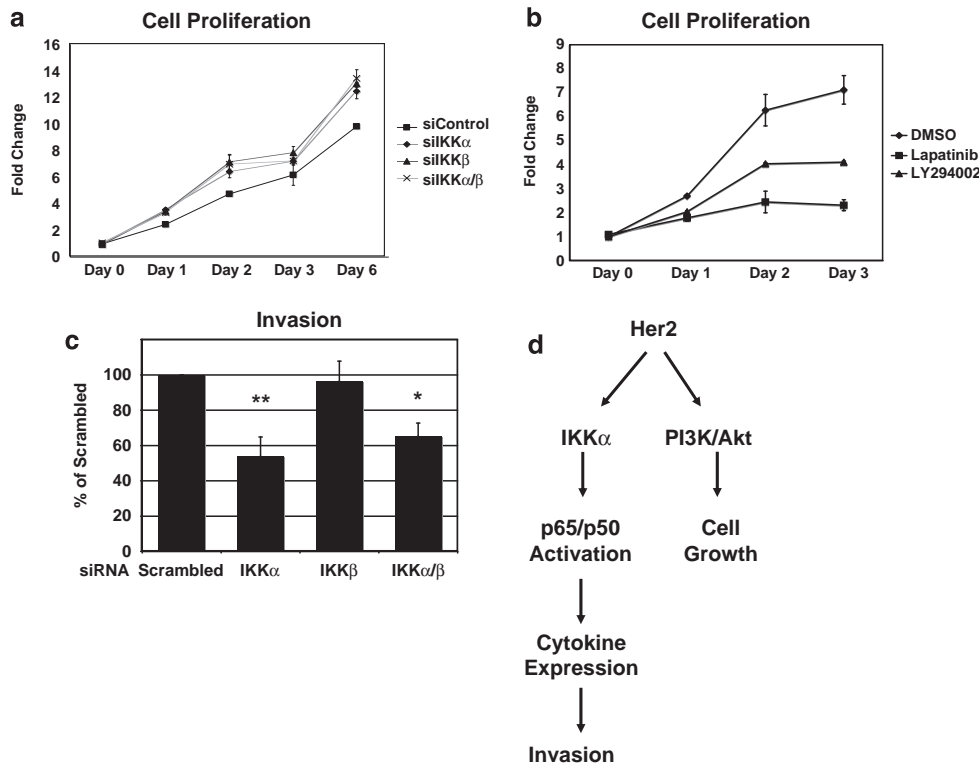 a
Cell Proliferation
Fold Change
16
14
12
10
8
6
4
2
0
Day 0 Day 1 Day 2 Day 3 Day 6
siControl
siIKKα
siIKKβ
siIKKα/β
b
Cell Proliferation
Fold Change
9
8
7
6
5
4
3
2
1
0
Day 0 Day 1 Day 2 Day 3
DMSO
Lapatinib
LY294002
c
Invasion
% of Scrambled
100
80
60
40
20
0
** *
siRNA Scrambled IKKα IKKβ IKKα/β
d
Her2
IKKα PI3K/Akt
p65/p50 Cell
Activation Growth
Cytokine
Expression
Invasion